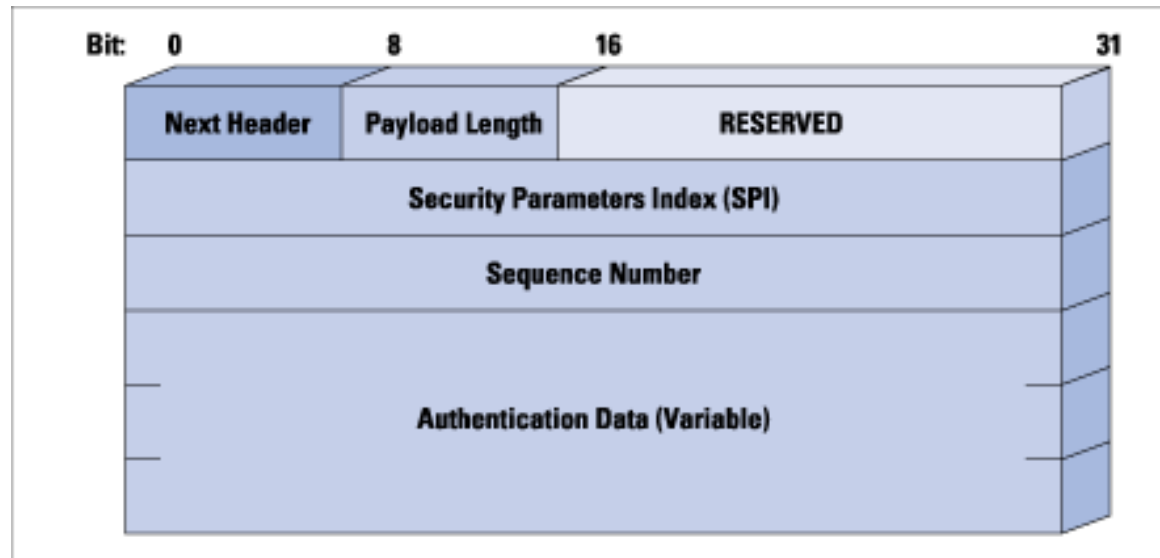 Bit: 0 8 16 31
Next Header Payload Length RESERVED
Security Parameters Index (SPI)
Sequence Number
Authentication Data (Variable)